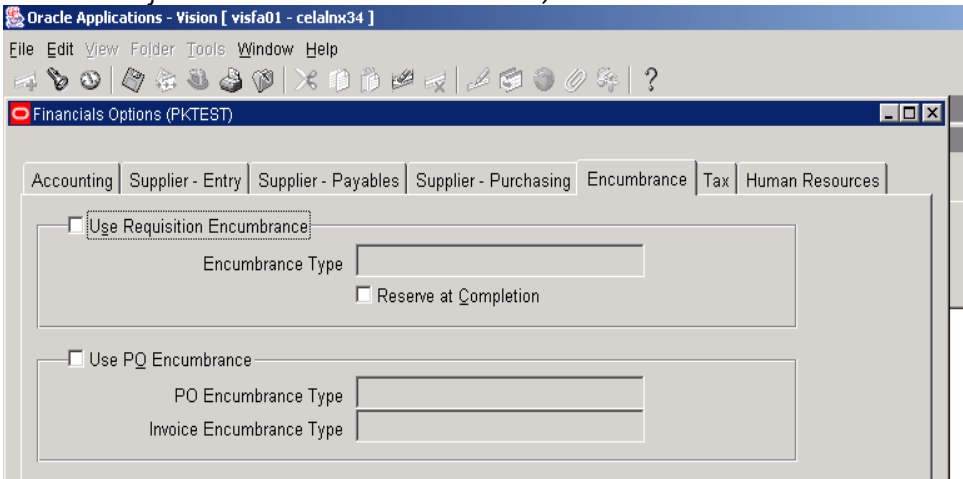 Oracle Applications - Vision [ visfa01 - celalnx34 ]
File Edit View Folder Tools Window Help
Financials Options (PKTEST)
Accounting Supplier - Entry Supplier - Payables Supplier - Purchasing Encumbrance Tax Human Resources
Use Requisition Encumbrance
Encumbrance Type
Reserve at Completion
Use PO Encumbrance
PO Encumbrance Type
Invoice Encumbrance Type